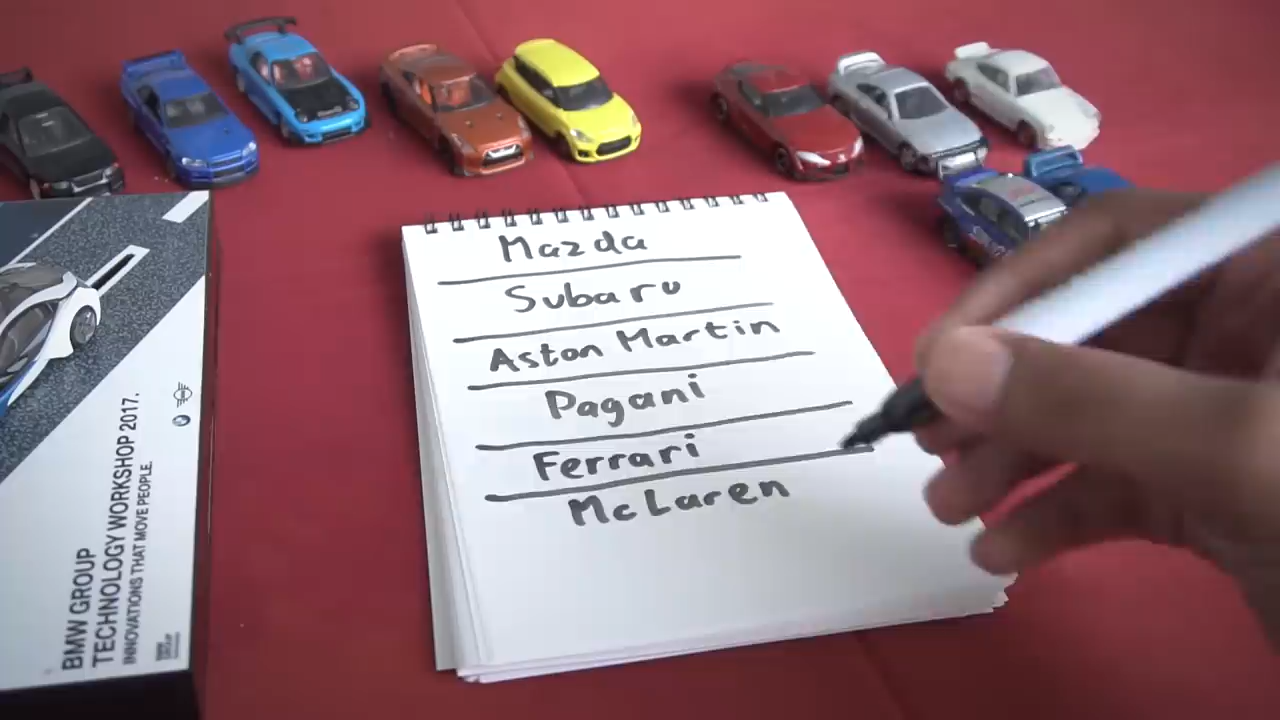 Mazda
Subaru
Aston Martin
Pagani
Ferrari
McLaren
BMW GROUP
TECHNOLOGY WORKSHOP 2017.
INNOVATIONS THAT MOVE PEOPLE.